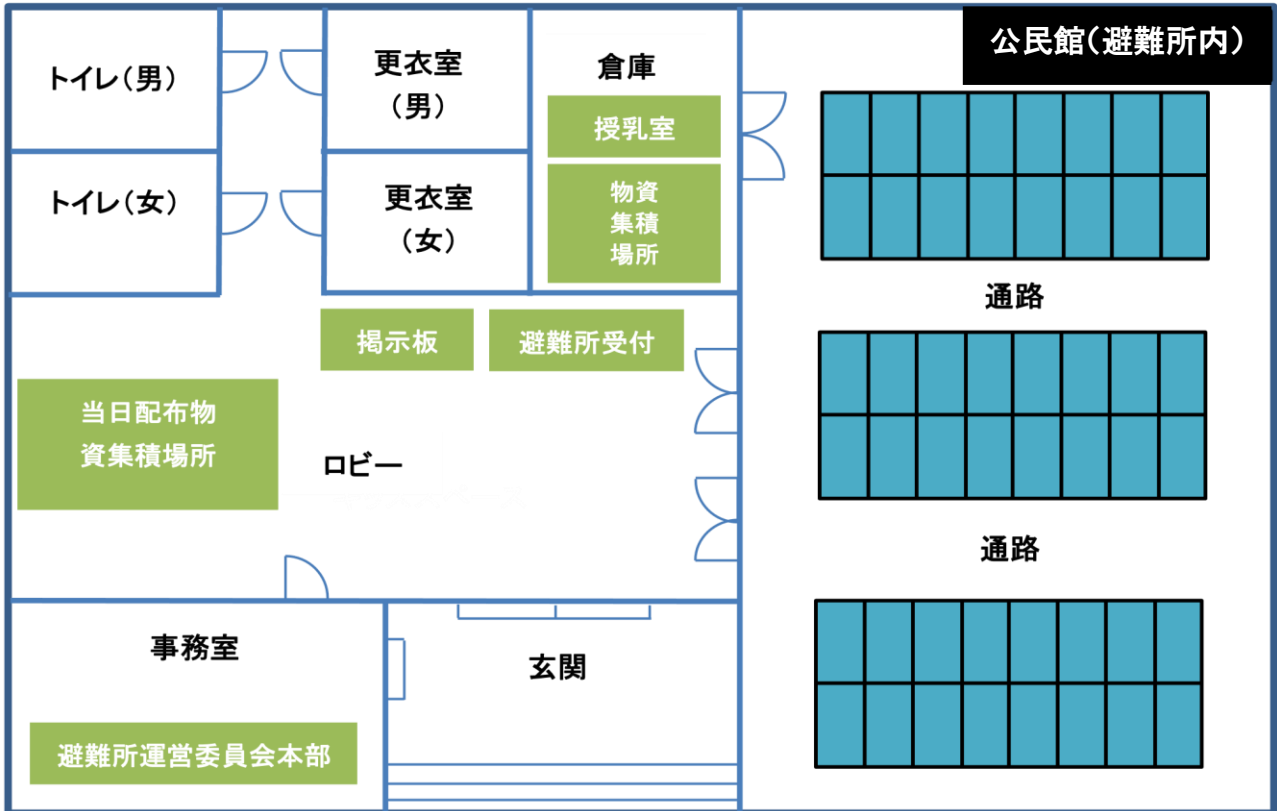 公民館(避難所内)
トイレ(男)
更衣室
(男)
倉庫
授乳室
物資
集積
場所
トイレ(女)
更衣室
(女)
通路
掲示板
避難所受付
当日配布物
資集積場所
ロビー
通路
事務室
玄関
避難所運営委員会本部